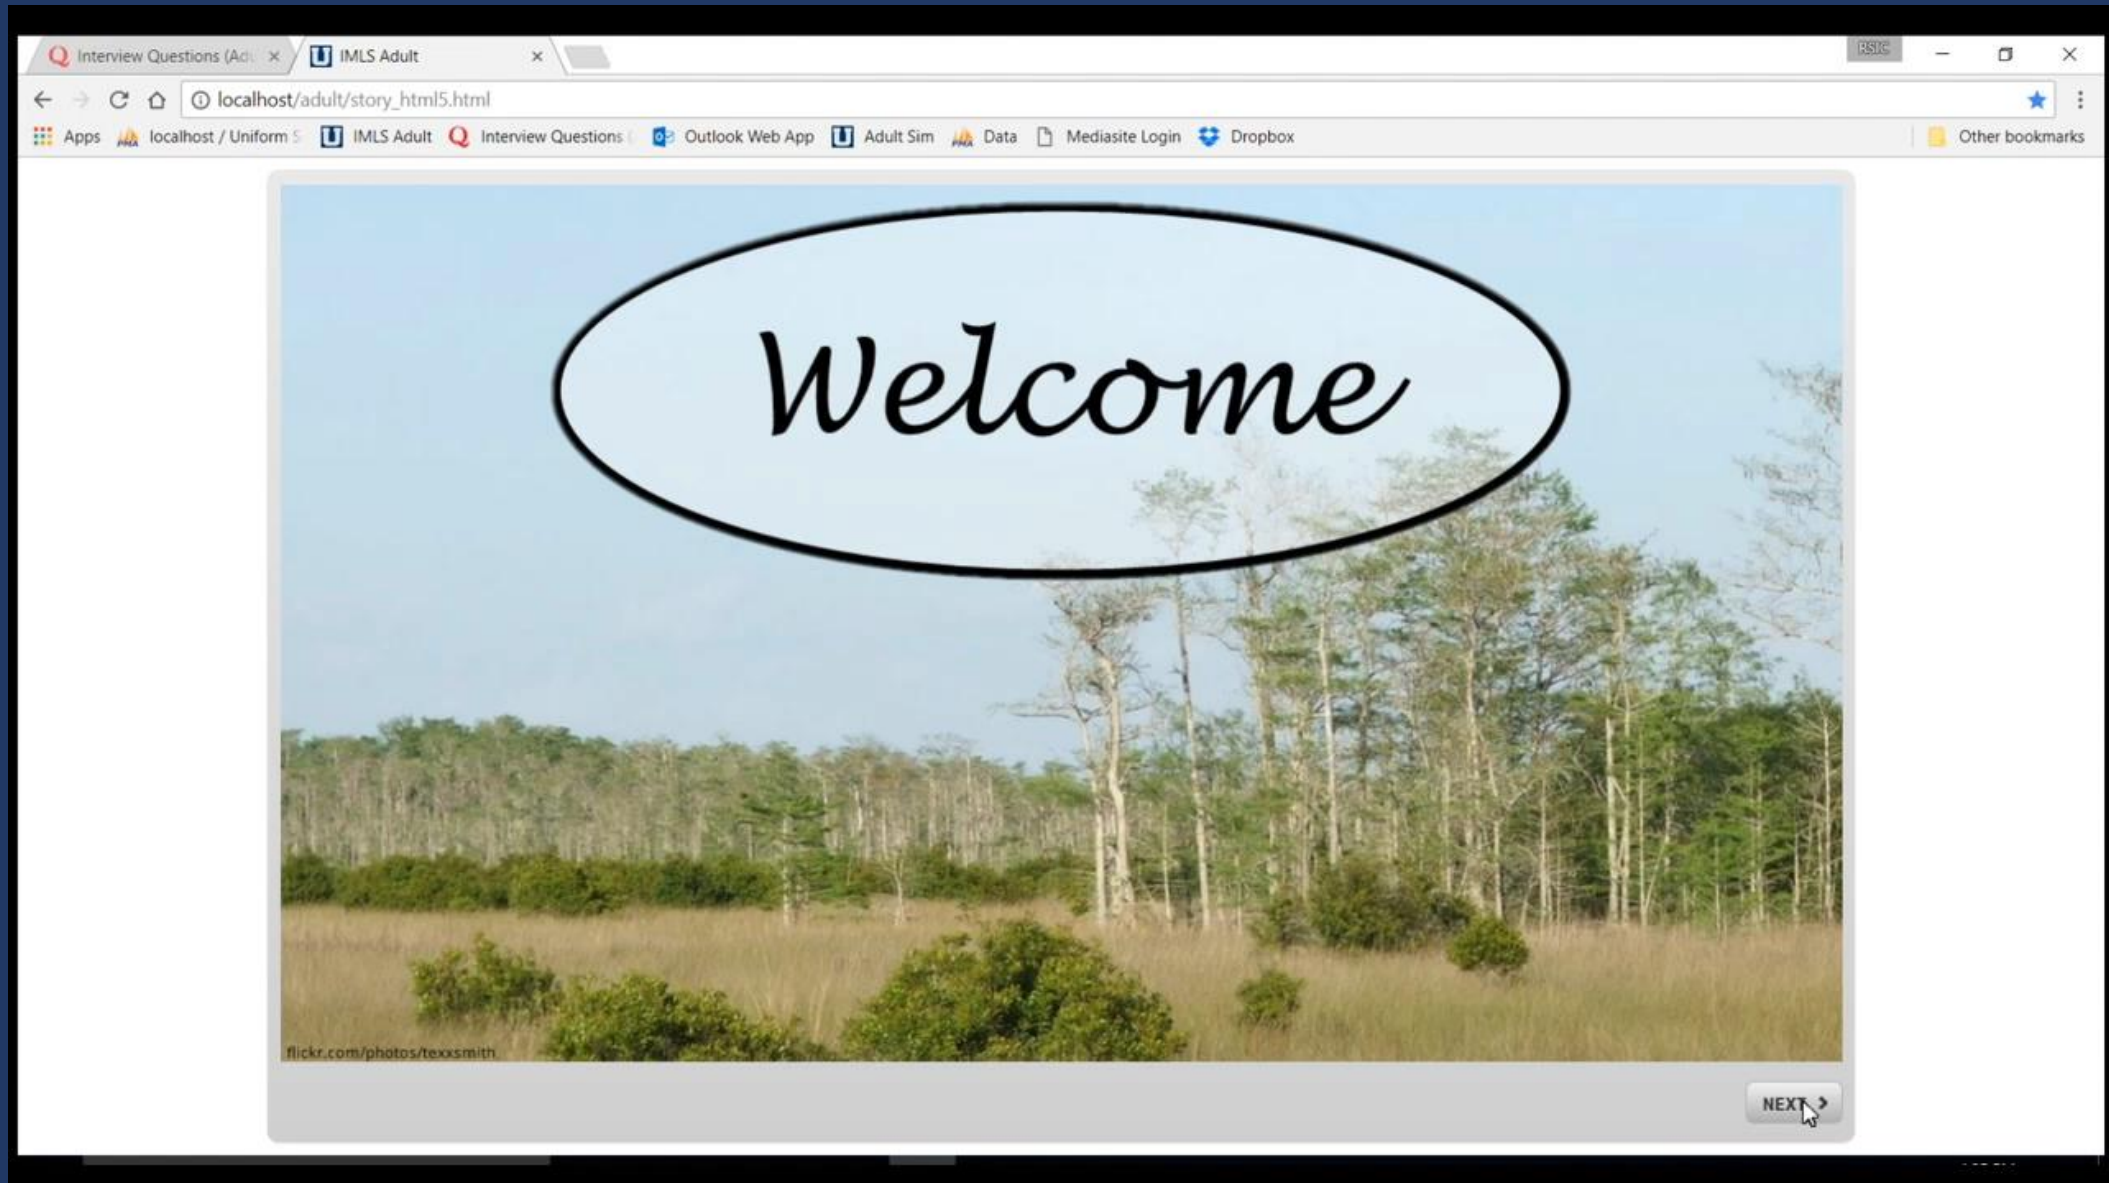 Interview Questions (Ad
IMLS Adult
RSIC
localhost/adult/story_html5.html
Apps
localhost / Uniform S
IMLS Adult
Interview Questions (
Outlook Web App
Adult Sim
Data
Mediasite Login
Dropbox
Other bookmarks
Welcome
flickr.com/photos/texxsmith
NEXT